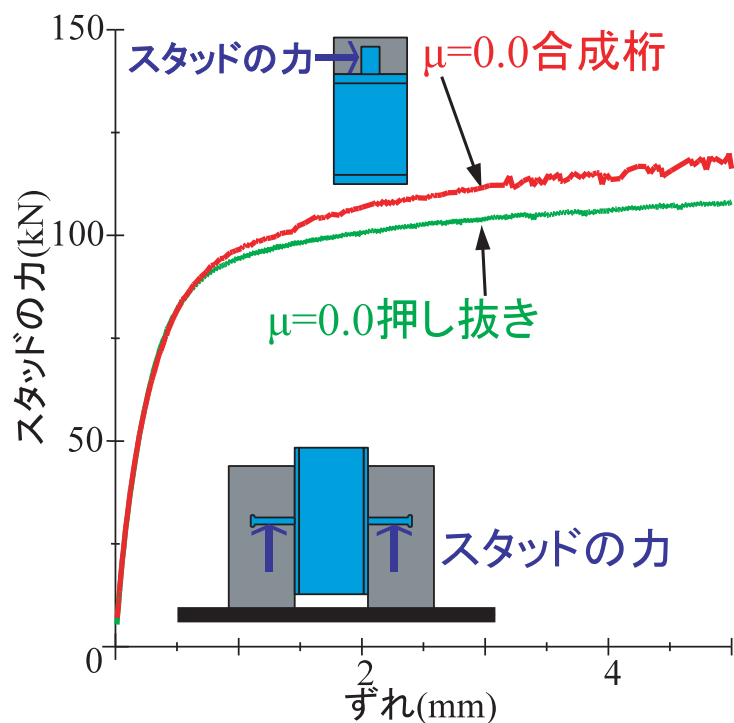 150
スタッドの力
μ=0.0合成桁
100
μ=0.0押し抜き
スタッドの力(kN)
50
スタッドの力
0
2
4
ずれ(mm)